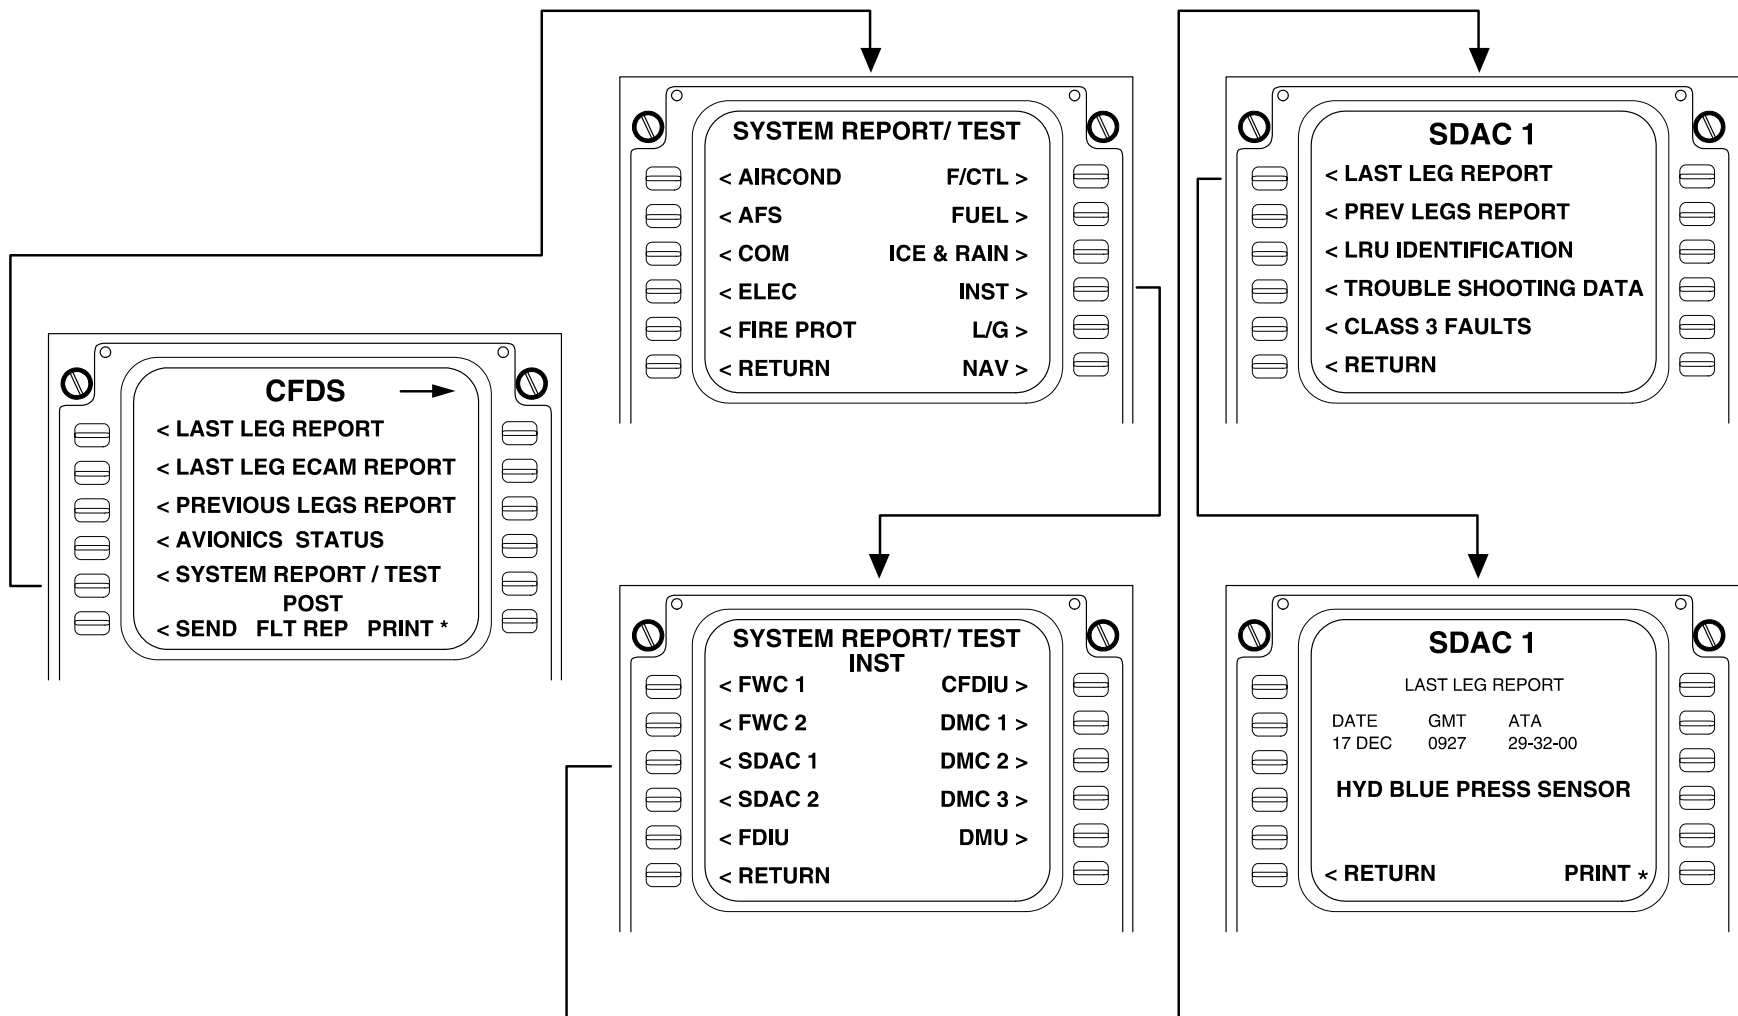 CFDS
< LAST LEG REPORT
< LAST LEG ECAM REPORT
< PREVIOUS LEGS REPORT
< AVIONICS STATUS
< SYSTEM REPORT / TEST
POST
< SEND FLT REP PRINT *
SYSTEM REPORT/ TEST
< AIRCOND F/CTL >
< AFS FUEL >
< COM ICE & RAIN >
< ELEC INST >
< FIRE PROT L/G >
< RETURN NAV >
SYSTEM REPORT/ TEST
INST
< FWC 1 CFDIU >
< FWC 2 DMC 1 >
< SDAC 1 DMC 2 >
< SDAC 2 DMC 3 >
< FDIU DMU >
< RETURN
SDAC 1
< LAST LEG REPORT
< PREV LEGS REPORT
< LRU IDENTIFICATION
< TROUBLE SHOOTING DATA
< CLASS 3 FAULTS
< RETURN
SDAC 1
LAST LEG REPORT
DATE GMT ATA
17 DEC 0927 29-32-00
HYD BLUE PRESS SENSOR
< RETURN PRINT *